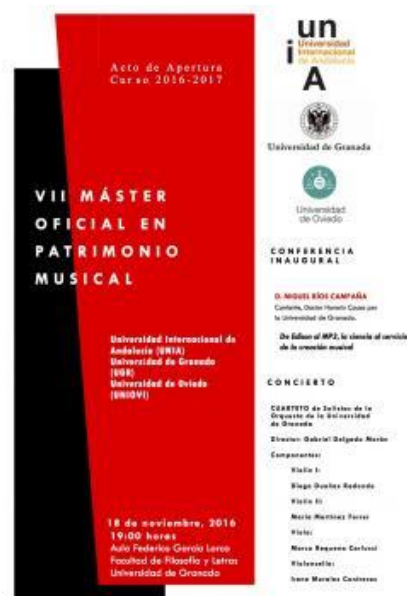 Acto de Apertura
Curso 2016-2017
VII MÁSTER
OFICIAL EN
PATRIMONIO
MUSICAL
Universidad Internacional de
Andalucía (UNIA)
Universidad de Granada
(UGR)
Universidad de Oviedo
(UNIOVI)
18 de noviembre, 2016
19:00 horas
Aula Federico García Lorca
Facultad de Filosofía y Letras
Universidad de Granada
un
i
A
Universidad
Internacional
de Andalucía
Universidad de Granada
Universidad
de Oviedo
CONFERENCIA
INAUGURAL
D. MIGUEL RÍOS CAMPAÑA
Cantante, Doctor Honoris Causa por
la Universidad de Granada.
De Edison al MP3, la ciencia al servicio
de la creación musical
CONCIERTO
CUARTETO de Solistas de la
Orquesta de la Universidad
de Granada
Director: Gabriel Delgado Morán
Componentes:
Violín I:
Diego Dueñas Redondo
Violín II:
María Martínez Ferrer
Viola:
Marco Requena Carlucci
Violoncello:
Irene Morales Contreras